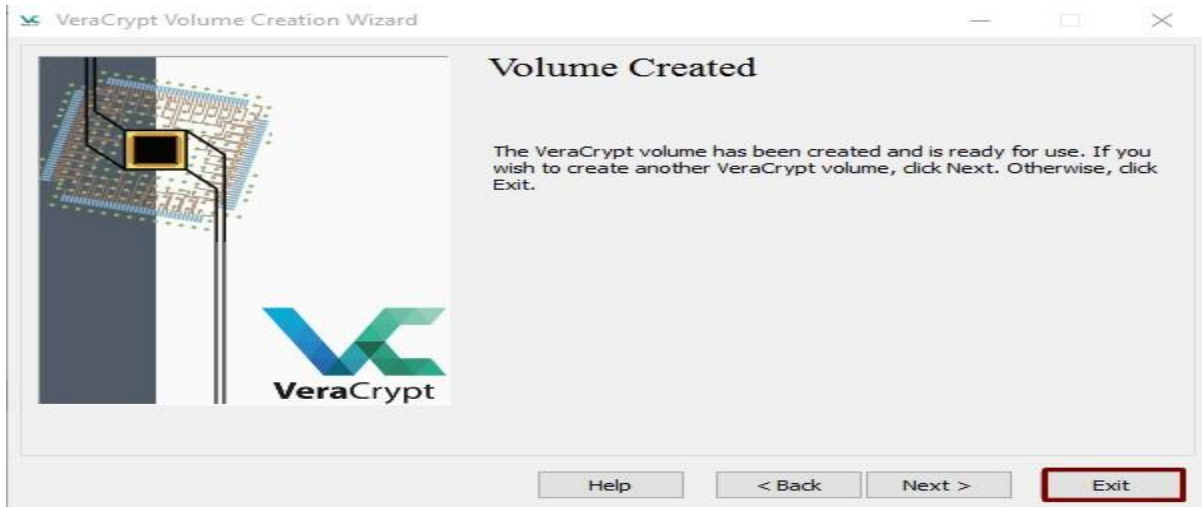 VeraCrypt Volume Creation Wizard
Volume Created
The VeraCrypt volume has been created and is ready for use. If you
wish to create another VeraCrypt volume, click Next. Otherwise, click
Exit.
VeraCrypt
Help
< Back
Next >
Exit